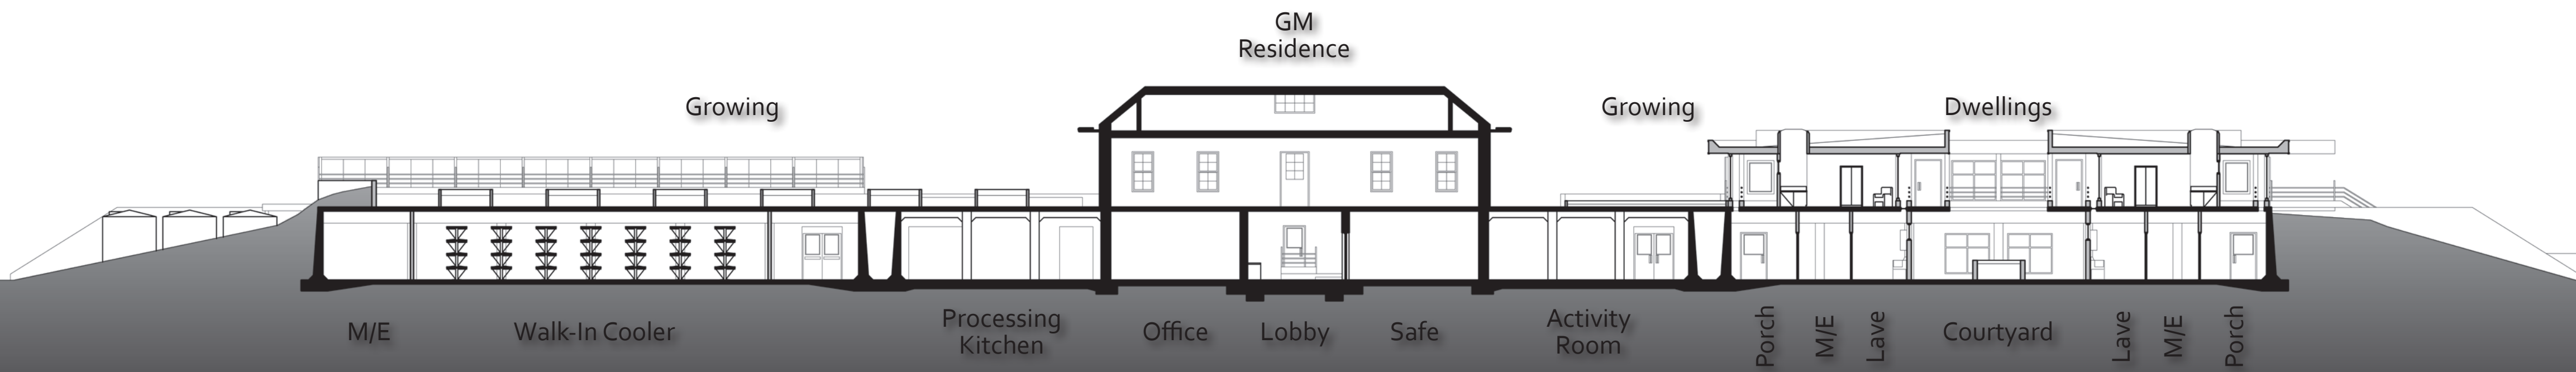 GM
Residence
Growing
Growing
Dwellings
M/E
Walk-In Cooler
Processing
Kitchen
Office
Lobby
Safe
Activity
Room
Porch
M/E
Lave
Courtyard
Lave
M/E
Porch